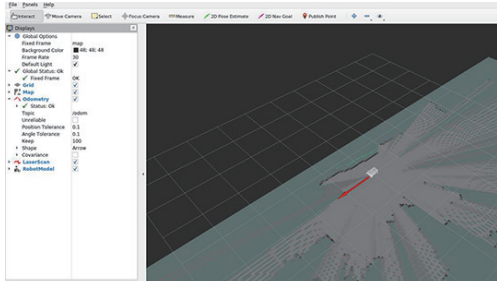 File Panels Help
Interact Move Camera Select Focus Camera Measure 2D Pose Estimate 2D Nav Goal Publish Point
Displays
Global Options
Fixed Frame map
Background Color 48; 48; 48
Frame Rate 30
Default Light
Global Status: Ok
Fixed Frame OK
Grid
Map
Odometry
Status: Ok
Topic /odom
Unreliable
Position Tolerance 0.1
Angle Tolerance 0.1
Keep 100
Shape Arrow
Covariance
LaserScan
RobotModel